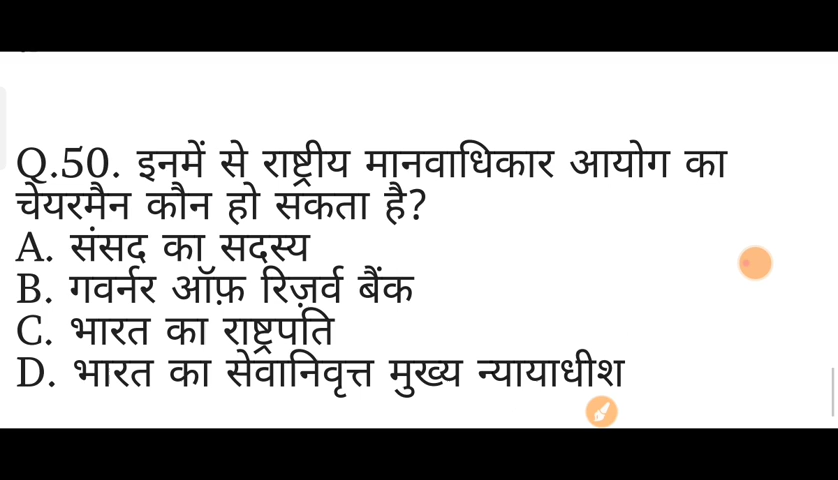 Q.50. इनमें से राष्ट्रीय मानवाधिकार आयोग का
चेयरमैन कौन हो सकता है?
A. संसद का सदस्य
B. गवर्नर ऑफ़ रिज़र्व बैंक
C. भारत का राष्ट्रपति
D. भारत का सेवानिवृत्त मुख्य न्यायाधीश